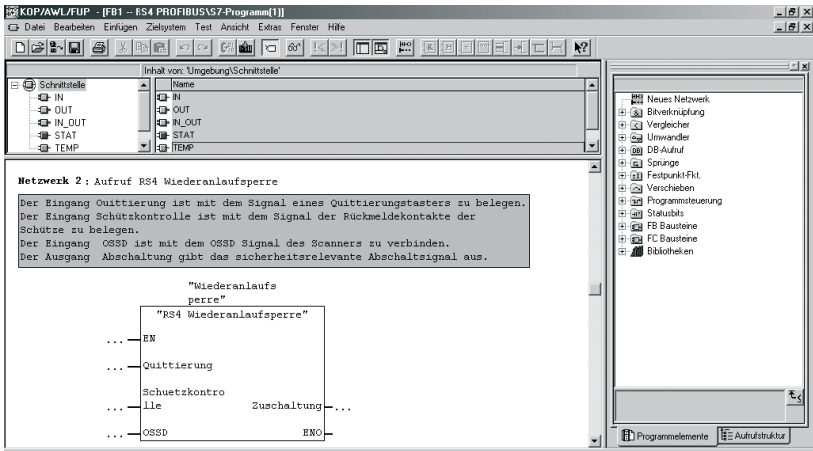 KOP/AWL/FUP - [FB1 -- RS4 PROFIBUS\S7-Programm(1)]
Datei Bearbeiten Einfügen Zielsystem Test Ansicht Extras Fenster Hilfe
Inhalt von: 'Umgebung\Schnittstelle'
Schnittstelle
IN
OUT
IN_OUT
STAT
TEMP
Name
IN
OUT
IN_OUT
STAT
TEMP
Netzwerk 2: Aufruf RS4 Wiederanlaufsperre
Der Eingang Quittierung ist mit dem Signal eines Quittierungstasters zu belegen.
Der Eingang Schützkontrolle ist mit dem Signal der Rückmeldekontakte der
Schütze zu belegen.
Der Eingang OSSD ist mit dem OSSD Signal des Scanners zu verbinden.
Der Ausgang Abschaltung gibt das sicherheitsrelevante Abschaltsignal aus.
"Wiederanlaufs
perre"
"RS4 Wiederanlaufsperre"
... EN
... Quittierung
Schuetzkontro
... lle Zuschaltung ...
... OSSD ENO
Neues Netzwerk
Bitverknüpfung
Vergleicher
Umwandler
DB-Aufruf
Sprünge
Festpunkt-Fkt.
Verschieben
Programmsteuerung
Statusbits
FB Bausteine
FC Bausteine
Bibliotheken
Programmelemente Aufrufstruktur